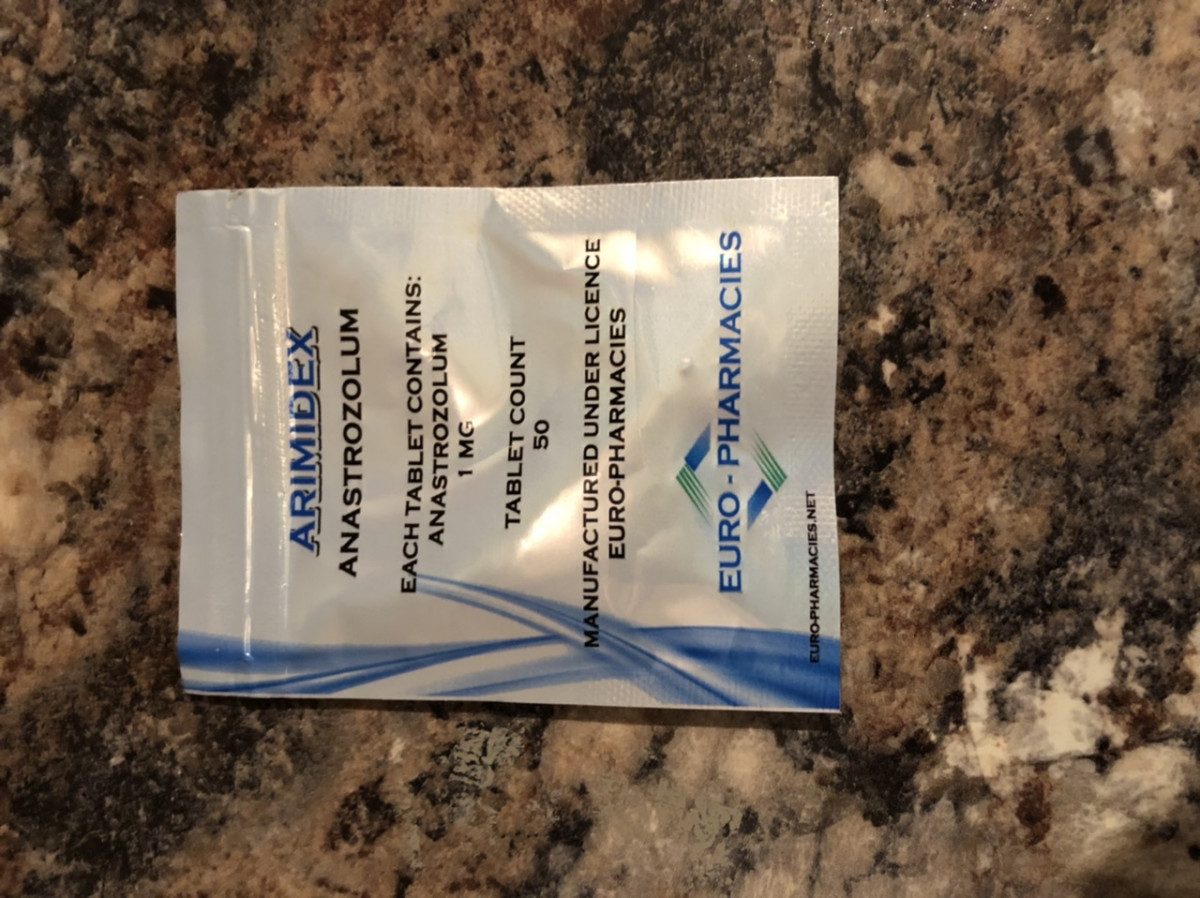 ARIMIDEX
ANASTROZOLUM
EACH TABLET CONTAINS:
ANASTROZOLUM
1 MG
TABLET COUNT
50
MANUFACTURED UNDER LICENCE
EURO-PHARMACIES
EURO - PHARMACIES
EURO-PHARMACIES.NET